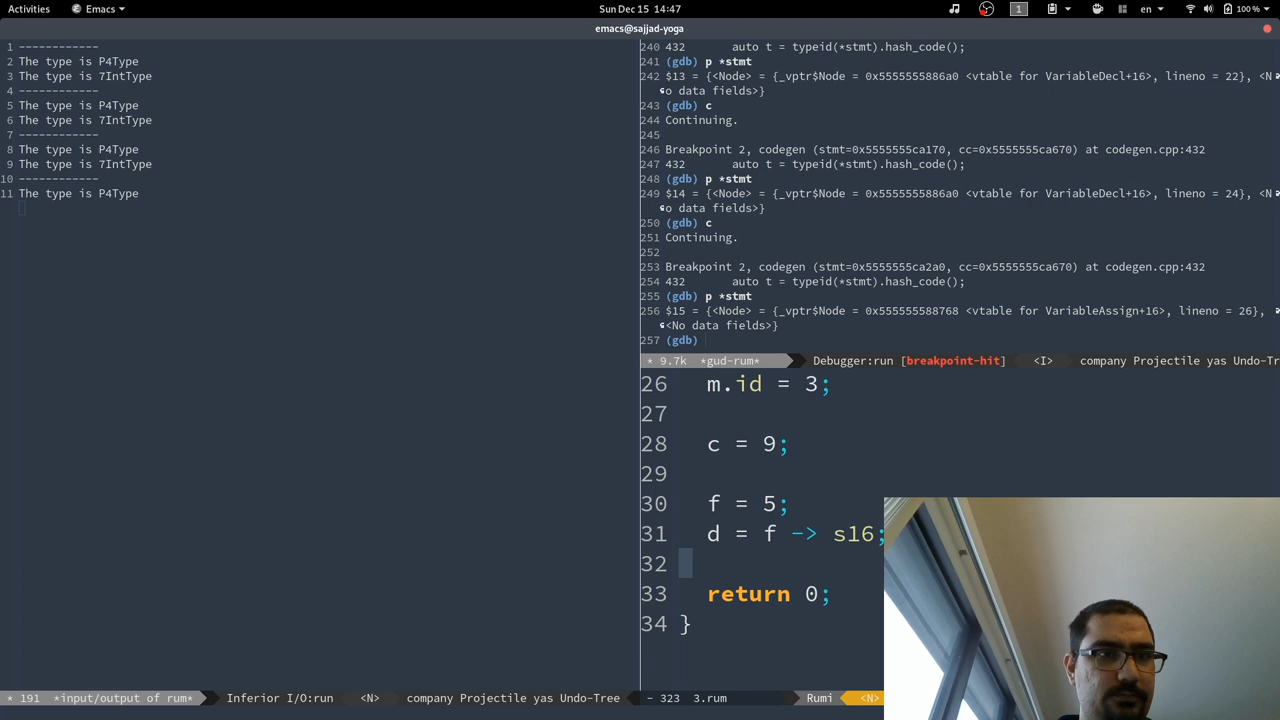 Activities Emacs Sun Dec 15 14:47 1 en 100 %
emacs@sajjad-yoga
1 ------------
2 The type is P4Type
3 The type is 7IntType
4 ------------
5 The type is P4Type
6 The type is 7IntType
7 ------------
8 The type is P4Type
9 The type is 7IntType
10 ------------
11 The type is P4Type
* 191 *input/output of rum* Inferior I/O:run <N> company Projectile yas Undo-Tree
240 432 auto t = typeid(*stmt).hash_code();
241 (gdb) p *stmt
242 $13 = {<Node> = {_vptr$Node = 0x5555555886a0 <vtable for VariableDecl+16>, lineno = 22}, <N
o data fields>}
243 (gdb) c
244 Continuing.
245
246 Breakpoint 2, codegen (stmt=0x5555555ca170, cc=0x5555555ca670) at codegen.cpp:432
247 432 auto t = typeid(*stmt).hash_code();
248 (gdb) p *stmt
249 $14 = {<Node> = {_vptr$Node = 0x5555555886a0 <vtable for VariableDecl+16>, lineno = 24}, <N
o data fields>}
250 (gdb) c
251 Continuing.
252
253 Breakpoint 2, codegen (stmt=0x5555555ca2a0, cc=0x5555555ca670) at codegen.cpp:432
254 432 auto t = typeid(*stmt).hash_code();
255 (gdb) p *stmt
256 $15 = {<Node> = {_vptr$Node = 0x555555588768 <vtable for VariableAssign+16>, lineno = 26},
<No data fields>}
257 (gdb)
* 9.7k *gud-rum* Debugger:run [breakpoint-hit] <I> company Projectile yas Undo-Tr
26 m.id = 3;
27
28 c = 9;
29
30 f = 5;
31 d = f -> s16;
32
33 return 0;
34 }
- 323 3.rum Rumi <N>